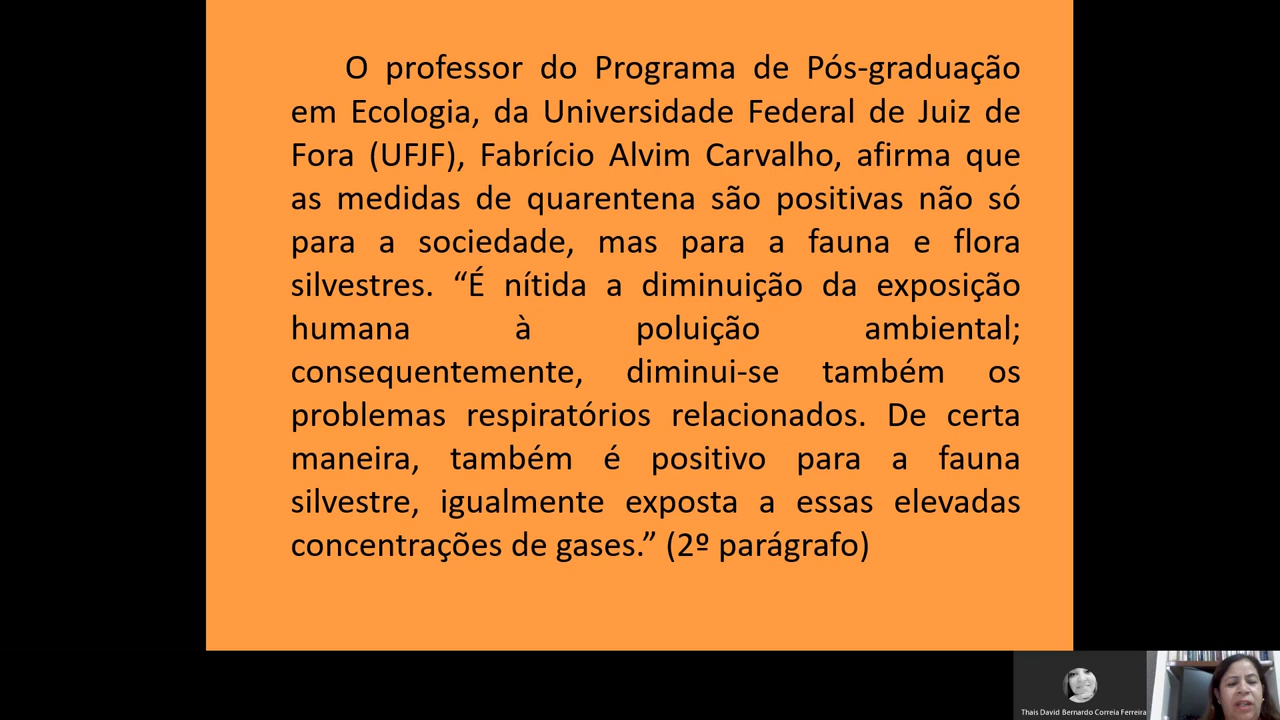 O professor do Programa de Pós-graduação
em Ecologia, da Universidade Federal de Juiz de
Fora (UFJF), Fabrício Alvim Carvalho, afirma que
as medidas de quarentena são positivas não só
para a sociedade, mas para a fauna e flora
silvestres. “É nítida a diminuição da exposição
humana à poluição ambiental;
consequentemente, diminui-se também os
problemas respiratórios relacionados. De certa
maneira, também é positivo para a fauna
silvestre, igualmente exposta a essas elevadas
concentrações de gases.” (2º parágrafo)
Thais David Bernardo Correia Ferreira